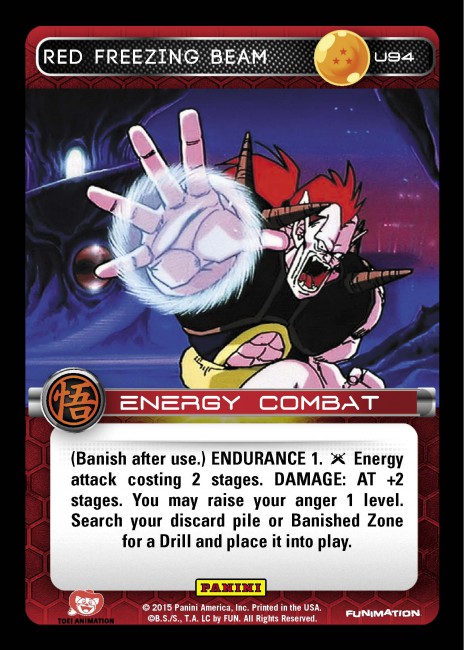 RED FREEZING BEAM
U94
悟
ENERGY COMBAT
(Banish after use.) ENDURANCE 1. Energy
attack costing 2 stages. DAMAGE: AT +2
stages. You may raise your anger 1 level.
Search your discard pile or Banished Zone
for a Drill and place it into play.
PANINI
TOEI ANIMATION
© 2015 Panini America, Inc. Printed in the USA.
©B.S./S., T.A. LC by FUN. All Rights Reserved.
FUNIMATION